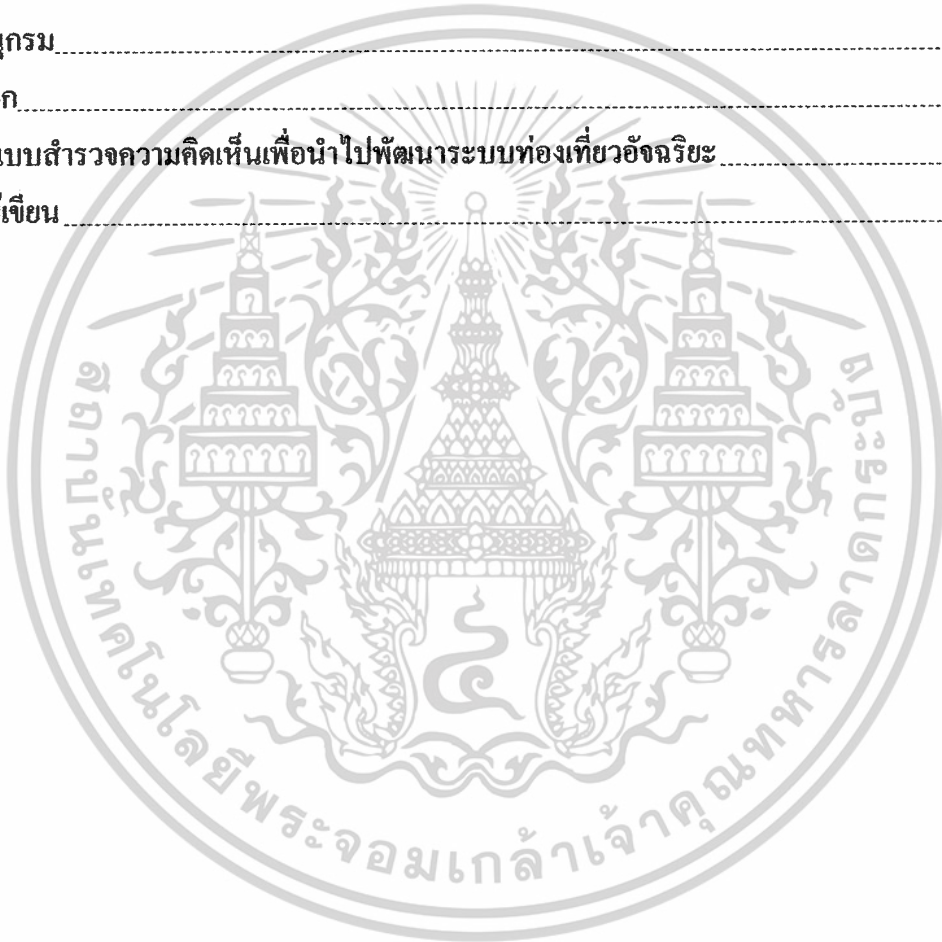 นุกรม
ก
แบบสำรวจความคิดเห็นเพื่อนำไปพัฒนาระบบท่องเที่ยวอัจฉริยะ
เขียน
สถาบันเทคโนโลยีพระจอมเกล้าเจ้าคุณทหารลาดกระบัง
๔